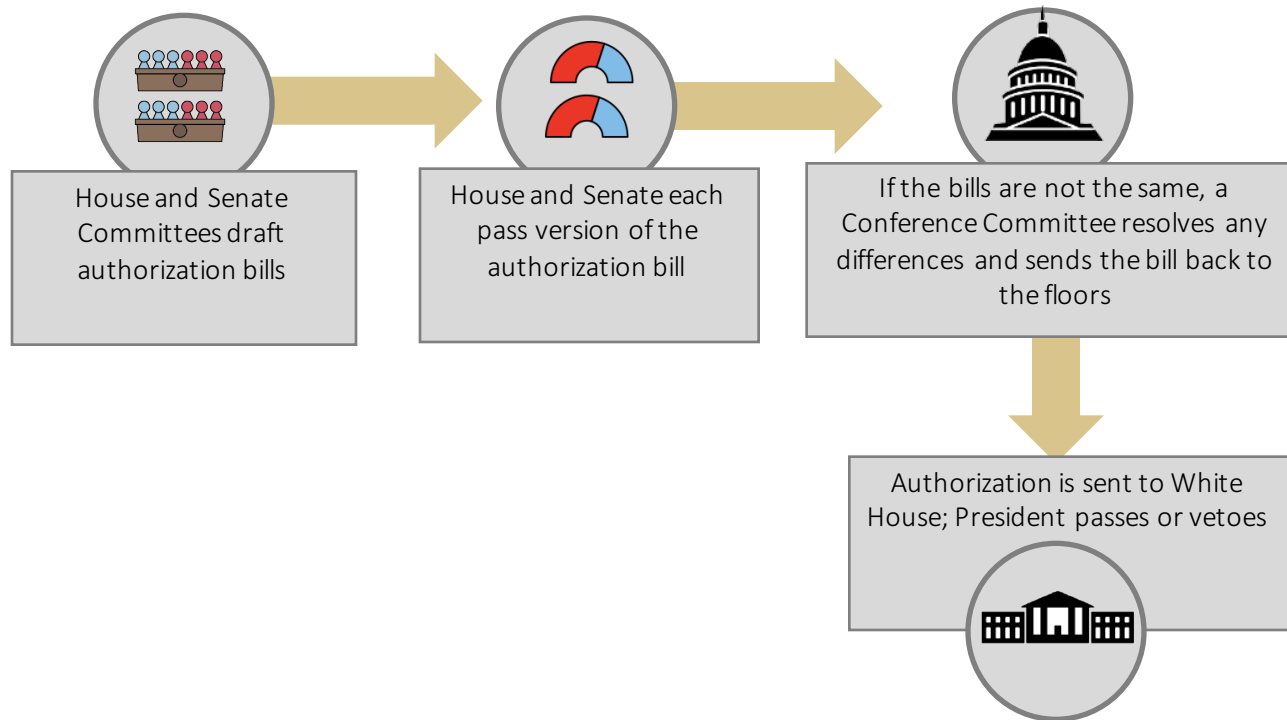 House and Senate
Committees draft
authorization bills
House and Senate each
pass version of the
authorization bill
If the bills are not the same, a
Conference Committee resolves any
differences and sends the bill back to
the floors
Authorization is sent to White
House; President passes or vetoes